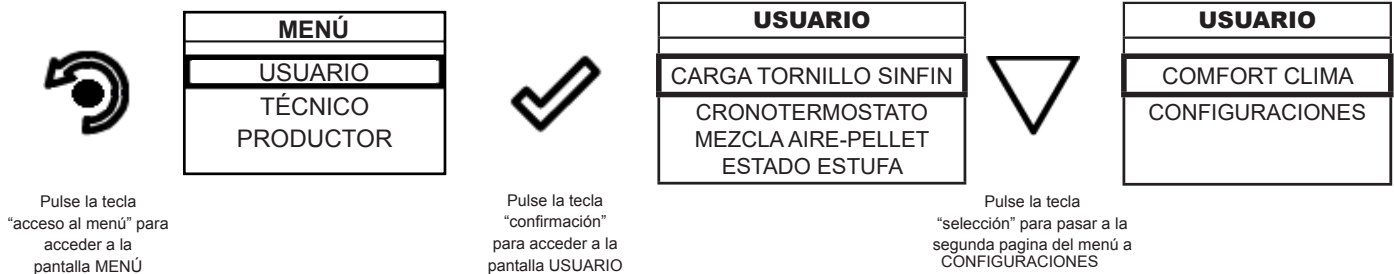 MENÚ
USUARIO
TÉCNICO
PRODUCTOR
Pulse la tecla
“acceso al menú” para
acceder a la
pantalla MENÚ
Pulse la tecla
“confirmación”
para acceder a la
pantalla USUARIO
USUARIO
CARGA TORNILLO SINFIN
CRONOTERMOSTATO
MEZCLA AIRE-PELLET
ESTADO ESTUFA
Pulse la tecla
“selección” para pasar a la
segunda pagina del menú a
CONFIGURACIONES
USUARIO
COMFORT CLIMA
CONFIGURACIONES